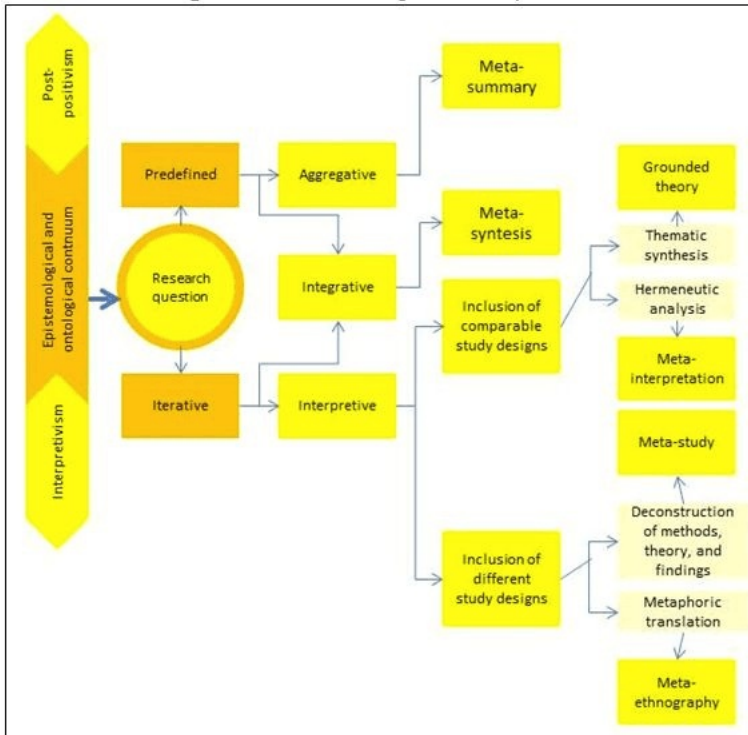 Post-
positivism
Epistemological and
ontological contnuum
Interpretivism
Predefined
Research
question
Iterative
Aggregative
Integrative
Interpretive
Meta-
summary
Meta-
syntesis
Inclusion of
comparable
study designs
Inclusion of
different
study designs
Grounded
theory
Thematic
synthesis
Hermeneutic
analysis
Meta-
interpretation
Meta-study
Deconstruction
of methods,
theory, and
findings
Metaphoric
translation
Meta-
ethnography